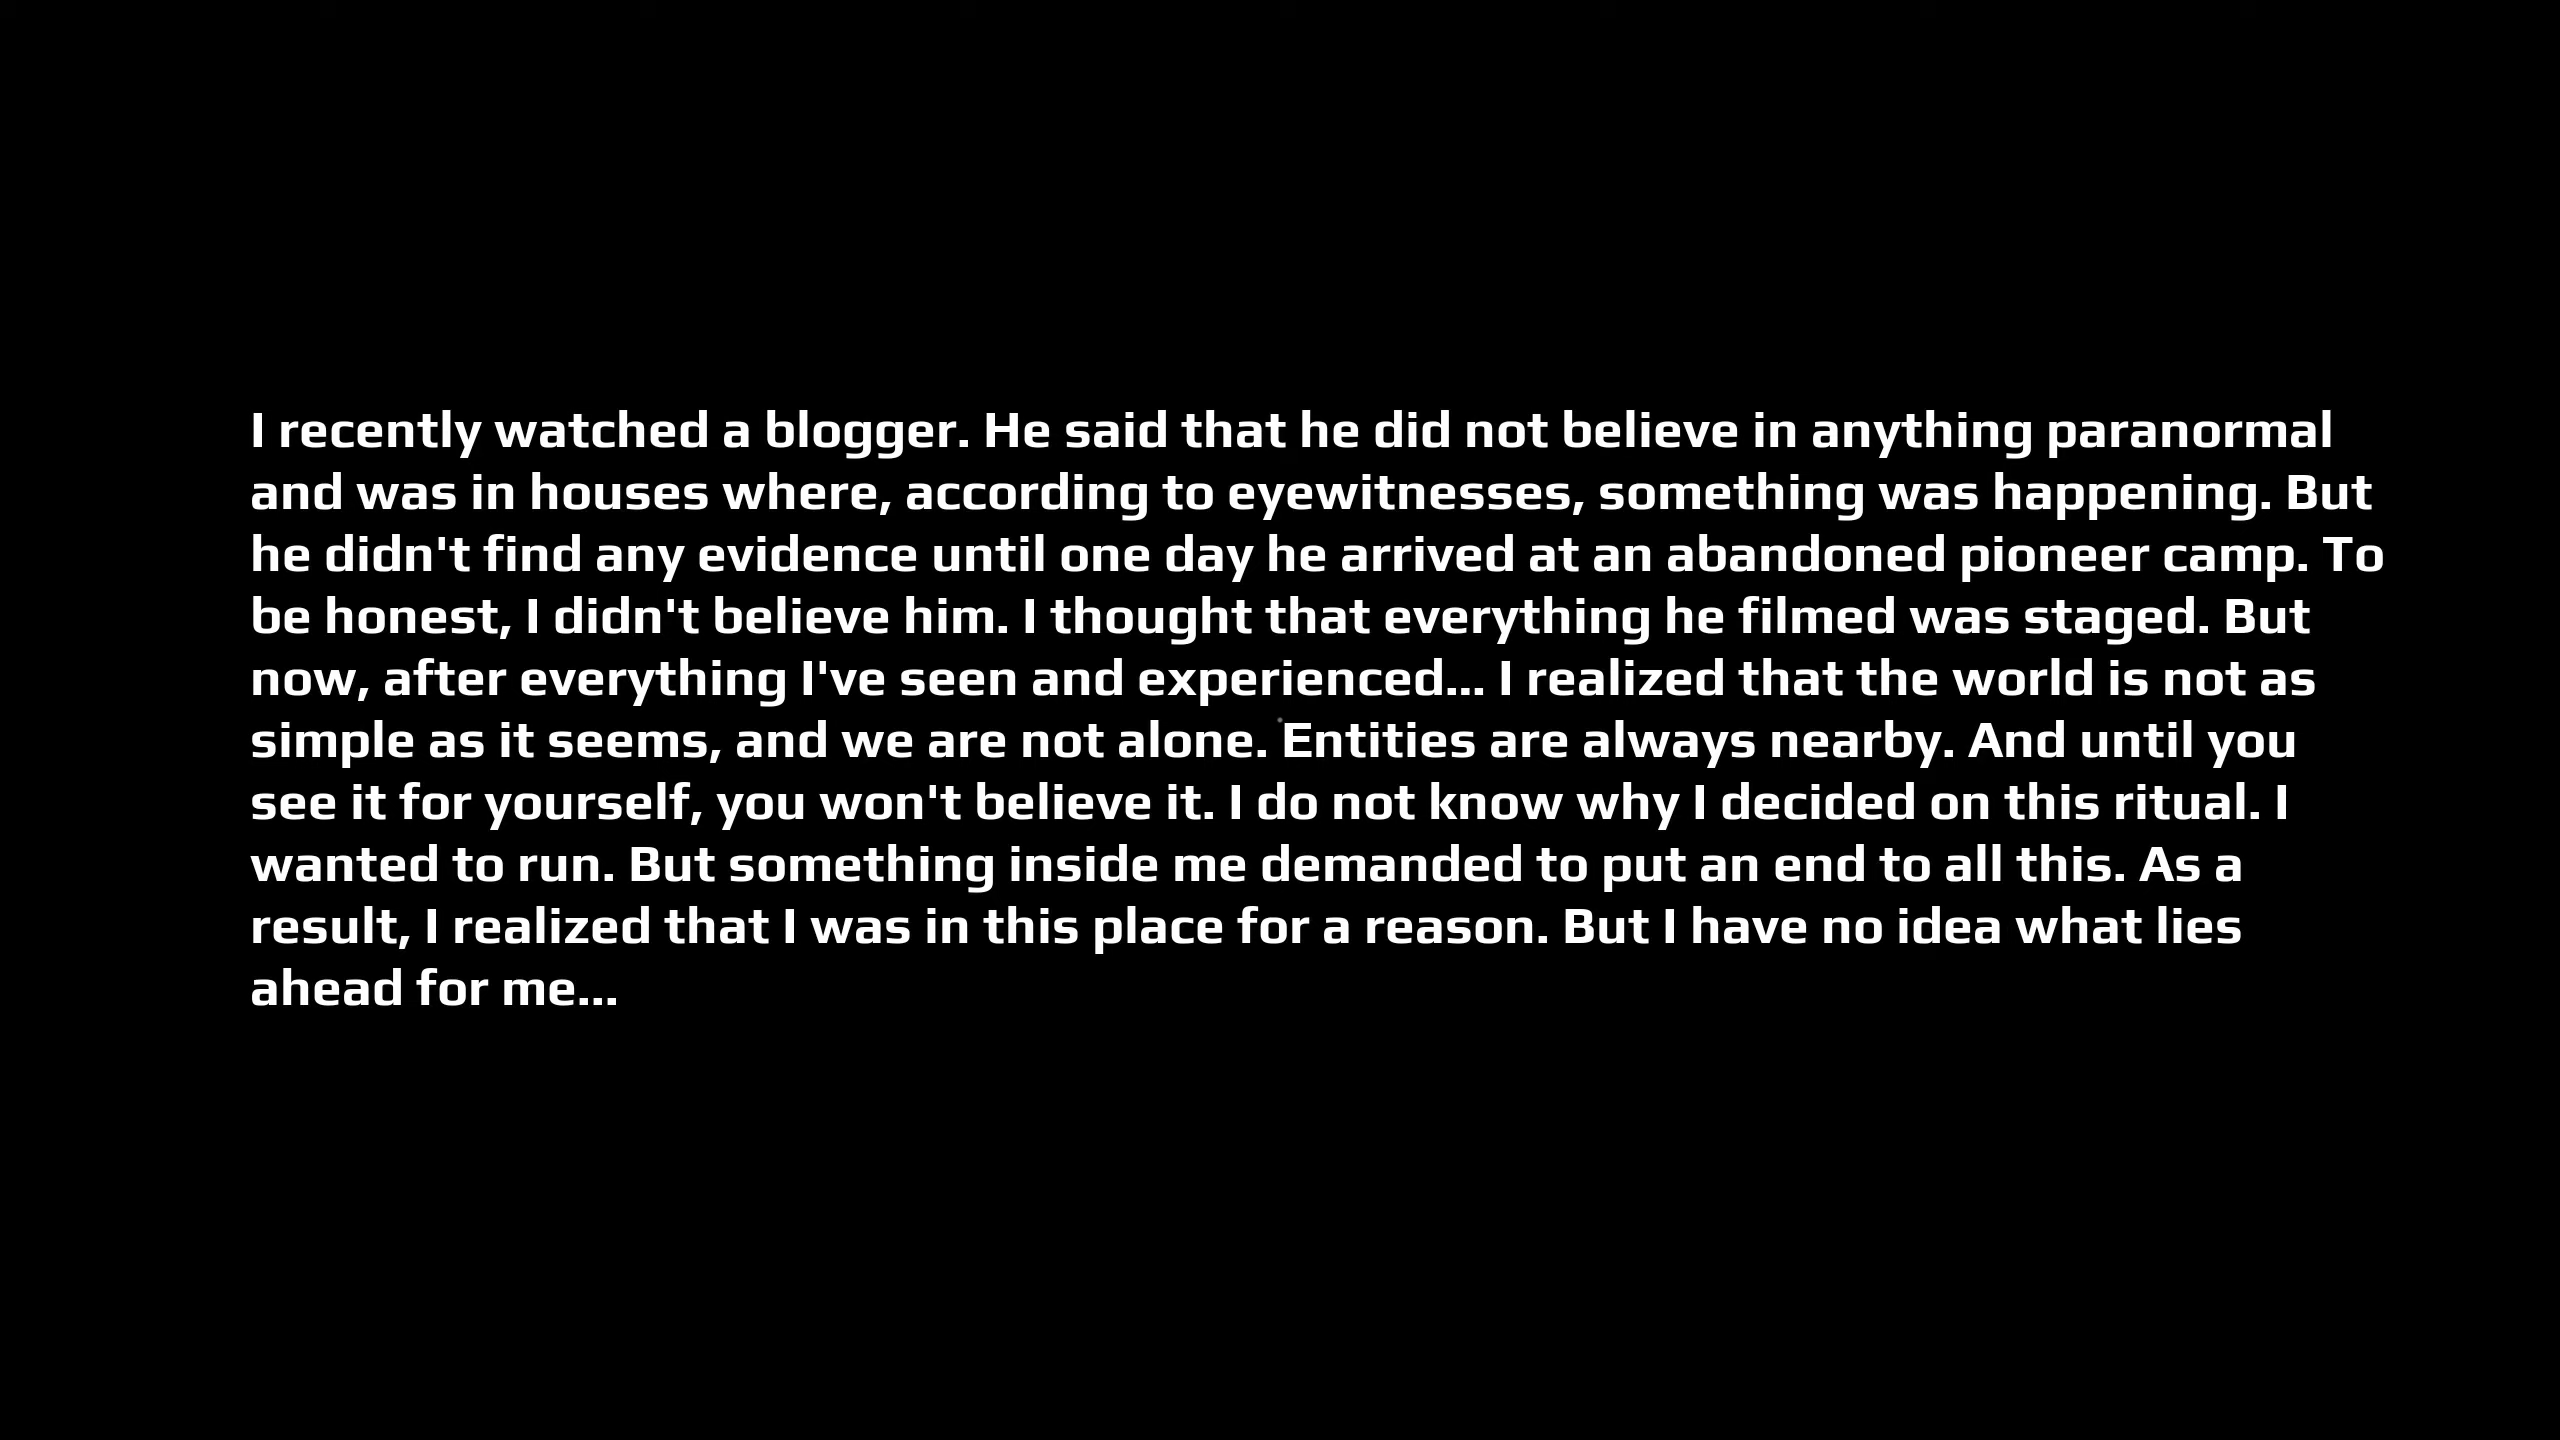 I recently watched a blogger. He said that he did not believe in anything paranormal
and was in houses where, according to eyewitnesses, something was happening. But
he didn't find any evidence until one day he arrived at an abandoned pioneer camp. To
be honest, I didn't believe him. I thought that everything he filmed was staged. But
now, after everything I've seen and experienced... I realized that the world is not as
simple as it seems, and we are not alone. Entities are always nearby. And until you
see it for yourself, you won't believe it. I do not know why I decided on this ritual. I
wanted to run. But something inside me demanded to put an end to all this. As a
result, I realized that I was in this place for a reason. But I have no idea what lies
ahead for me...